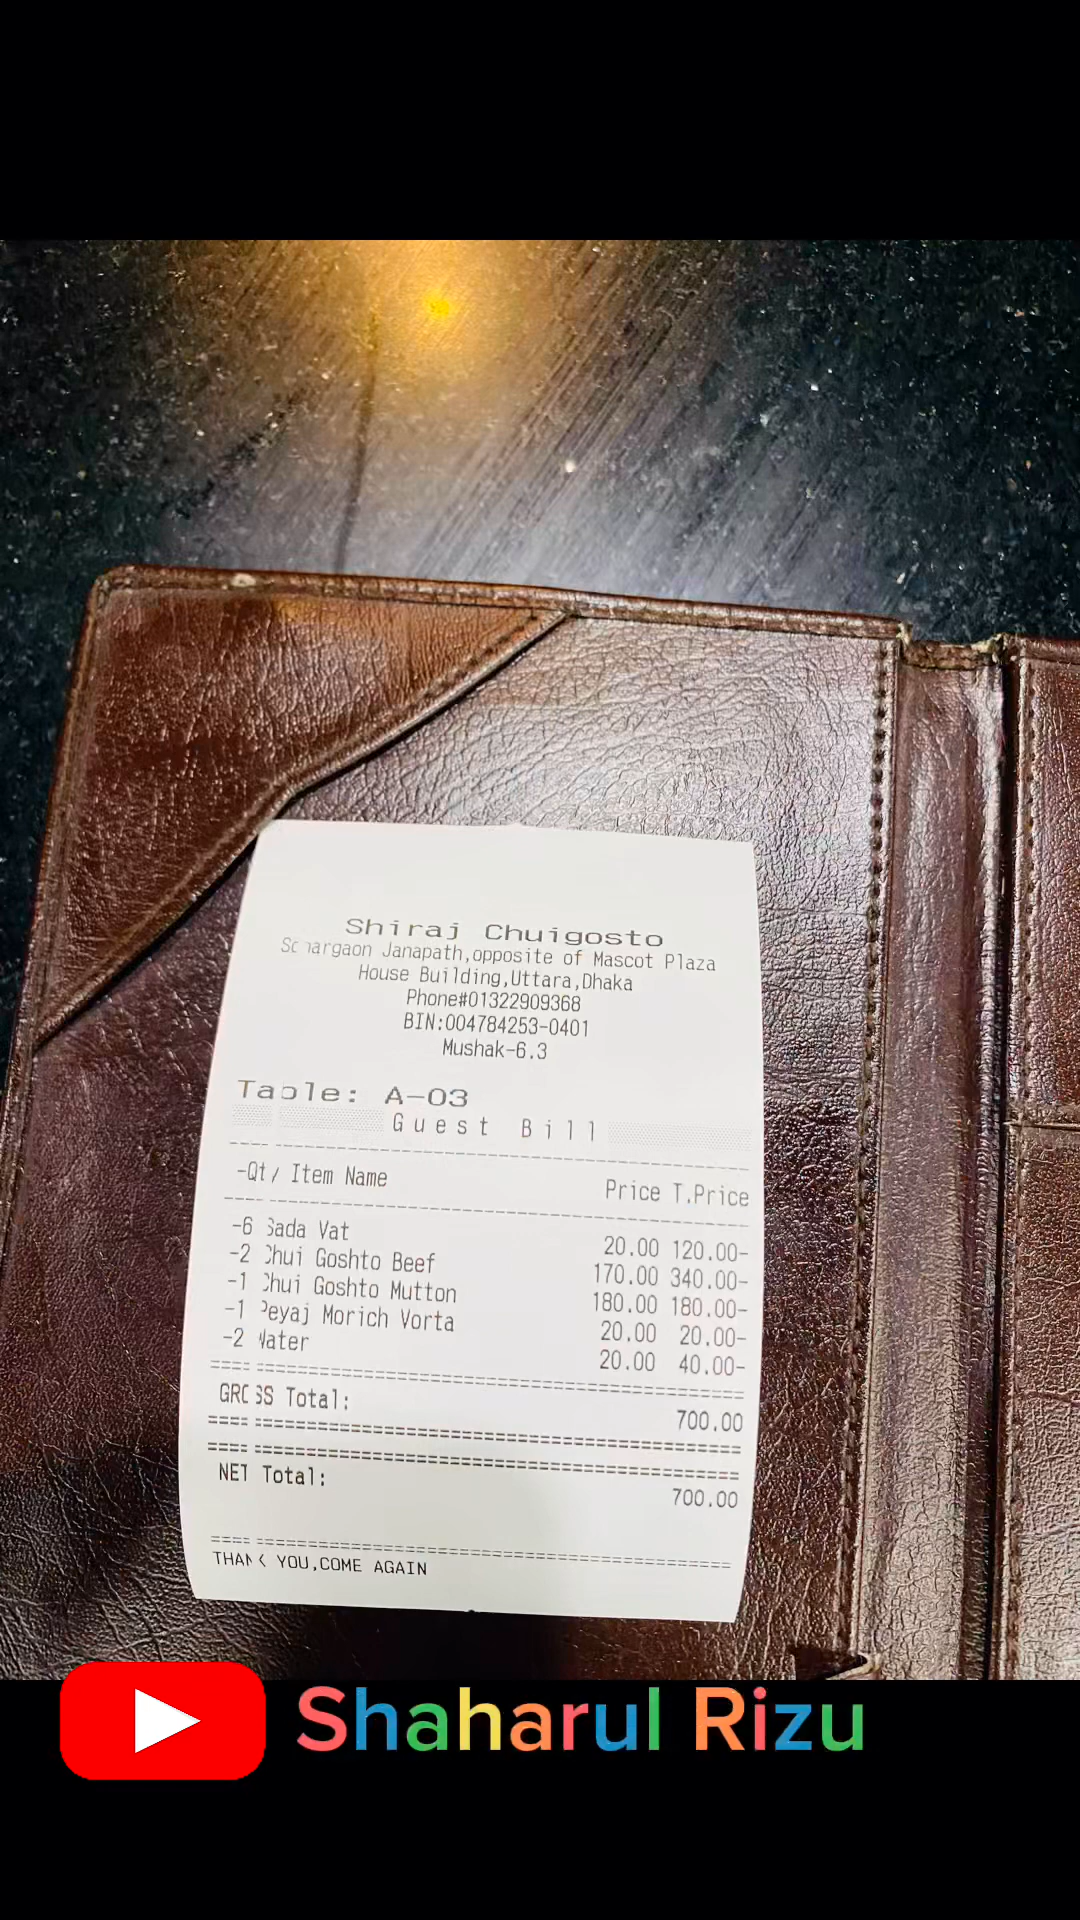 Shiraj Chuigosto
Sonargaon Janapath,opposite of Mascot Plaza
House Building,Uttara,Dhaka
Phone#01322909368
BIN:004784253-0401
Mushak-6.3
Table: A-03
Guest Bill
-Qty Item Name Price T.Price
-6 Sada Vat 20.00 120.00-
-2 Chui Goshto Beef 170.00 340.00-
-1 Chui Goshto Mutton 180.00 180.00-
-1 Peyaj Morich Vorta 20.00 20.00-
-2 Water 20.00 40.00-
GROSS Total: 700.00
NET Total: 700.00
THANK YOU,COME AGAIN
Shaharul Rizu